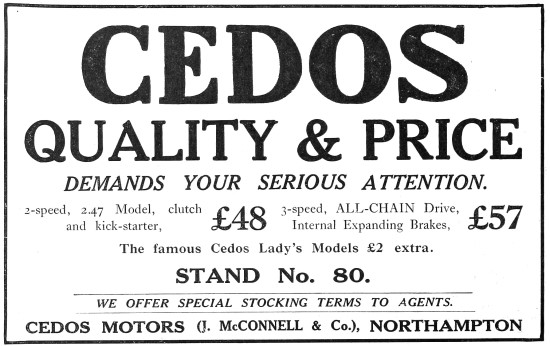 CEDOS
QUALITY & PRICE
DEMANDS YOUR SERIOUS ATTENTION.
2-speed, 2.47 Model, clutch and kick-starter, £48
3-speed, ALL-CHAIN Drive, Internal Expanding Brakes, £57
The famous Cedos Lady's Models £2 extra.
STAND No. 80.
WE OFFER SPECIAL STOCKING TERMS TO AGENTS.
CEDOS MOTORS (J. McCONNELL & Co.), NORTHAMPTON